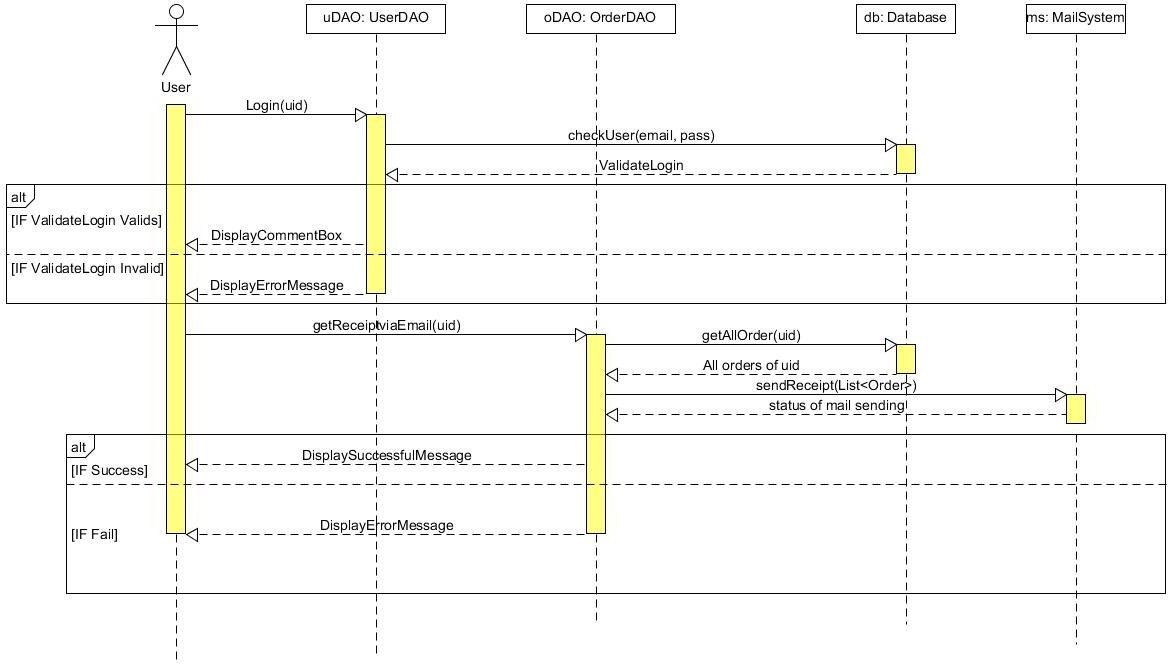 uDAO: UserDAO
oDAO: OrderDAO
db: Database
ms: MailSystem
User
Login(uid)
checkUser(email, pass)
ValidateLogin
alt
[IF ValidateLogin Valids]
DisplayCommentBox
[IF ValidateLogin Invalid]
DisplayErrorMessage
getReceiptviaEmail(uid)
getAllOrder(uid)
All orders of uid
sendReceipt(List<Order>)
status of mail sending
alt
DisplaySuccessfulMessage
[IF Success]
DisplayErrorMessage
[IF Fail]